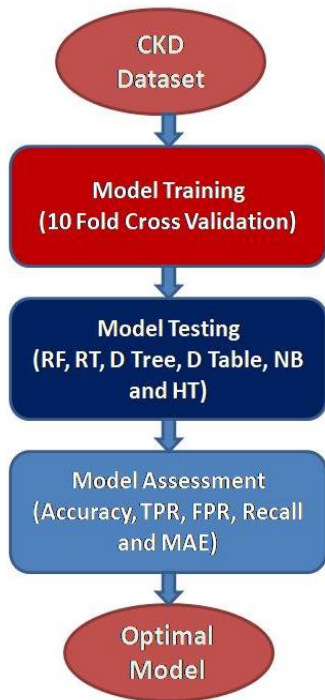 CKD
Dataset
Model Training
(10 Fold Cross Validation)
Model Testing
(RF, RT, D Tree, D Table, NB
and HT)
Model Assessment
(Accuracy, TPR, FPR, Recall
and MAE)
Optimal
Model